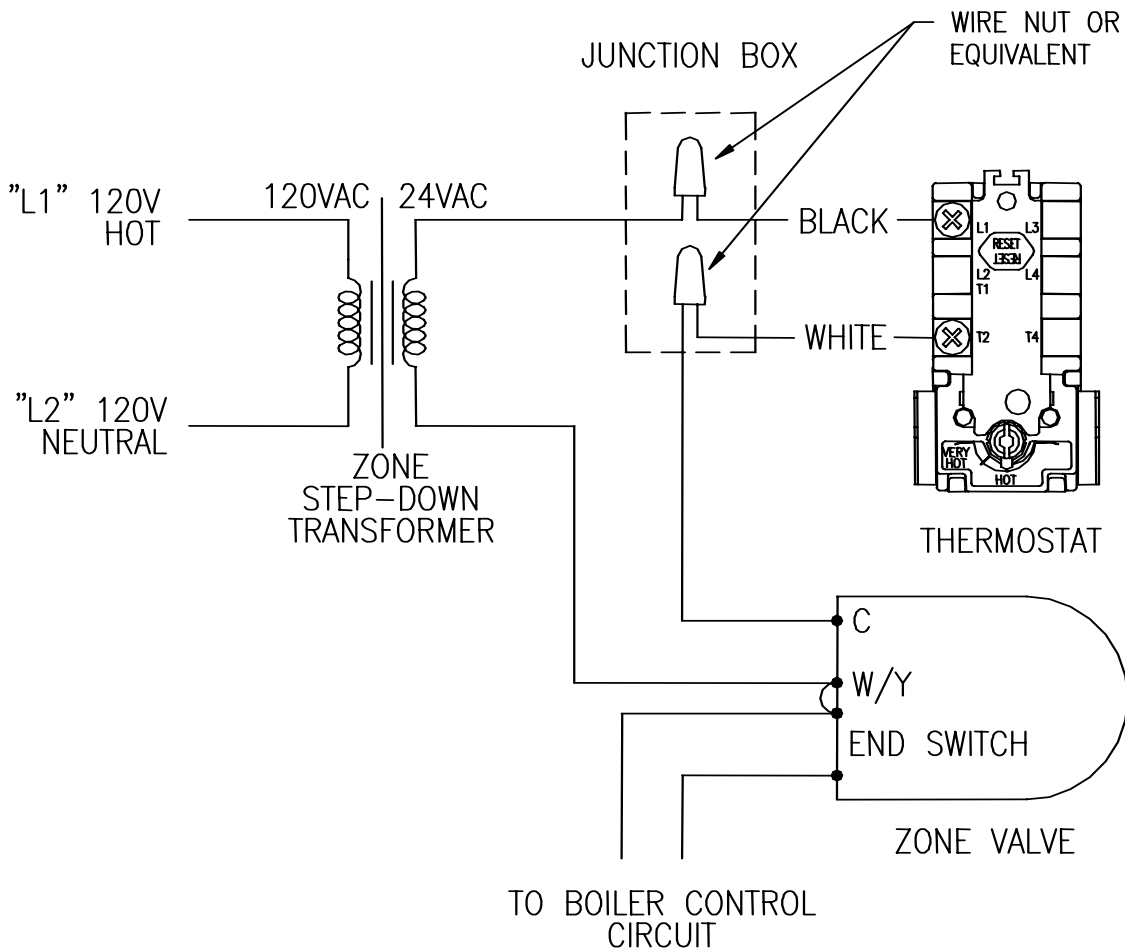 WIRE NUT OR
EQUIVALENT
JUNCTION BOX
"L1" 120V
HOT
120VAC
24VAC
BLACK
L1
L3
RESET
RESET
L2
L4
T1
WHITE
T2
T4
"L2" 120V
NEUTRAL
ZONE
STEP-DOWN
TRANSFORMER
VERY
HOT
HOT
THERMOSTAT
C
W/Y
END SWITCH
ZONE VALVE
TO BOILER CONTROL
CIRCUIT